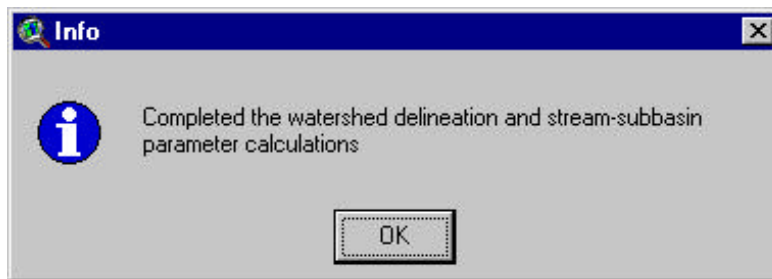 Info
Completed the watershed delineation and stream-subbasin
parameter calculations
OK